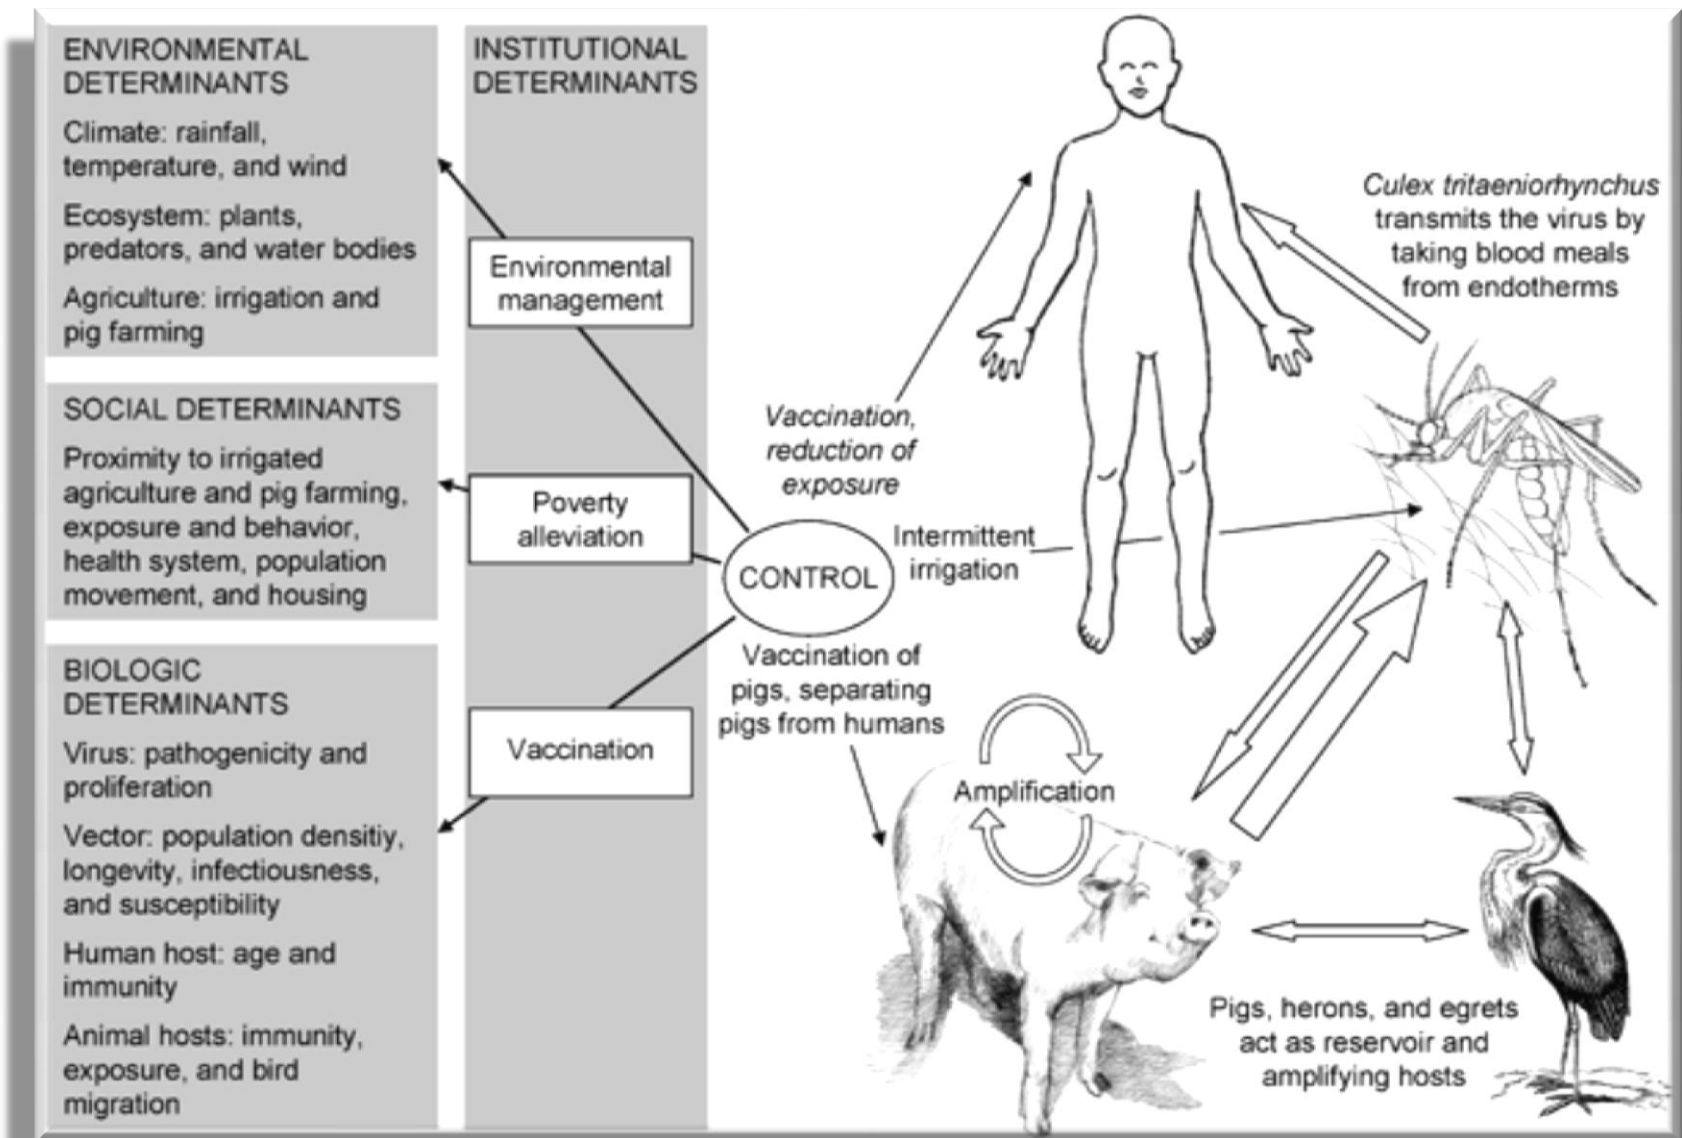 ENVIRONMENTAL
DETERMINANTS
Climate: rainfall,
temperature, and wind
Ecosystem: plants,
predators, and water bodies
Agriculture: irrigation and
pig farming
SOCIAL DETERMINANTS
Proximity to irrigated
agriculture and pig farming,
exposure and behavior,
health system, population
movement, and housing
BIOLOGIC
DETERMINANTS
Virus: pathogenicity and
proliferation
Vector: population densitiy,
longevity, infectiousness,
and susceptibility
Human host: age and
immunity
Animal hosts: immunity,
exposure, and bird
migration
INSTITUTIONAL
DETERMINANTS
Environmental
management
Poverty
alleviation
Vaccination
CONTROL
Vaccination,
reduction of
exposure
Intermittent
irrigation
Vaccination of
pigs, separating
pigs from humans
Amplification
Culex tritaeniorhynchus
transmits the virus by
taking blood meals
from endotherms
Pigs, herons, and egrets
act as reservoir and
amplifying hosts